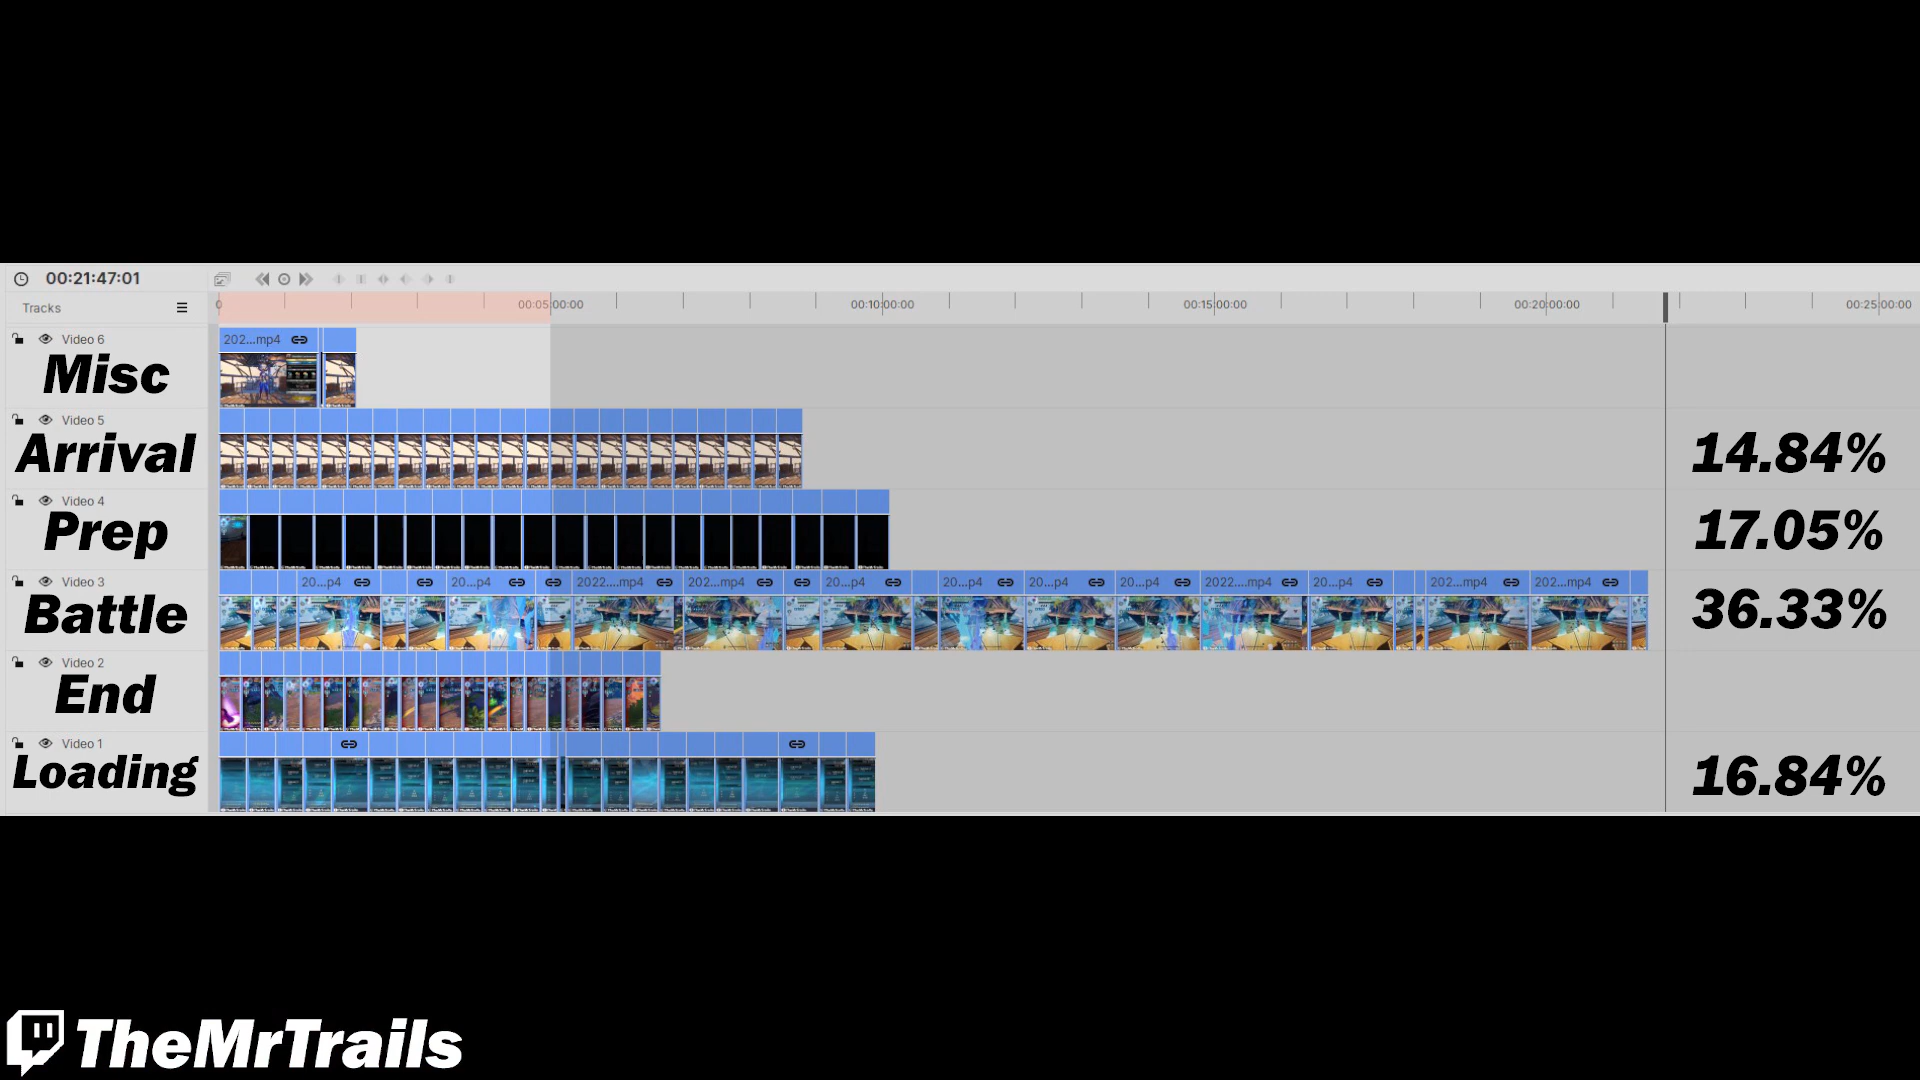 00:21:47:01
Tracks
0 00:05:00:00 00:10:00:00 00:15:00:00 00:20:00:00 00:25:00:00
Video 6
202...mp4
Misc
Video 5
Arrival
14.84%
Video 4
Prep
17.05%
Video 3
20...p4 20...p4 2022....mp4 202...mp4 20...p4 20...p4 20...p4 20...p4 2022....mp4 20...p4 202...mp4 202...mp4
Battle
36.33%
Video 2
End
Video 1
Loading
16.84%
TheMrTrails